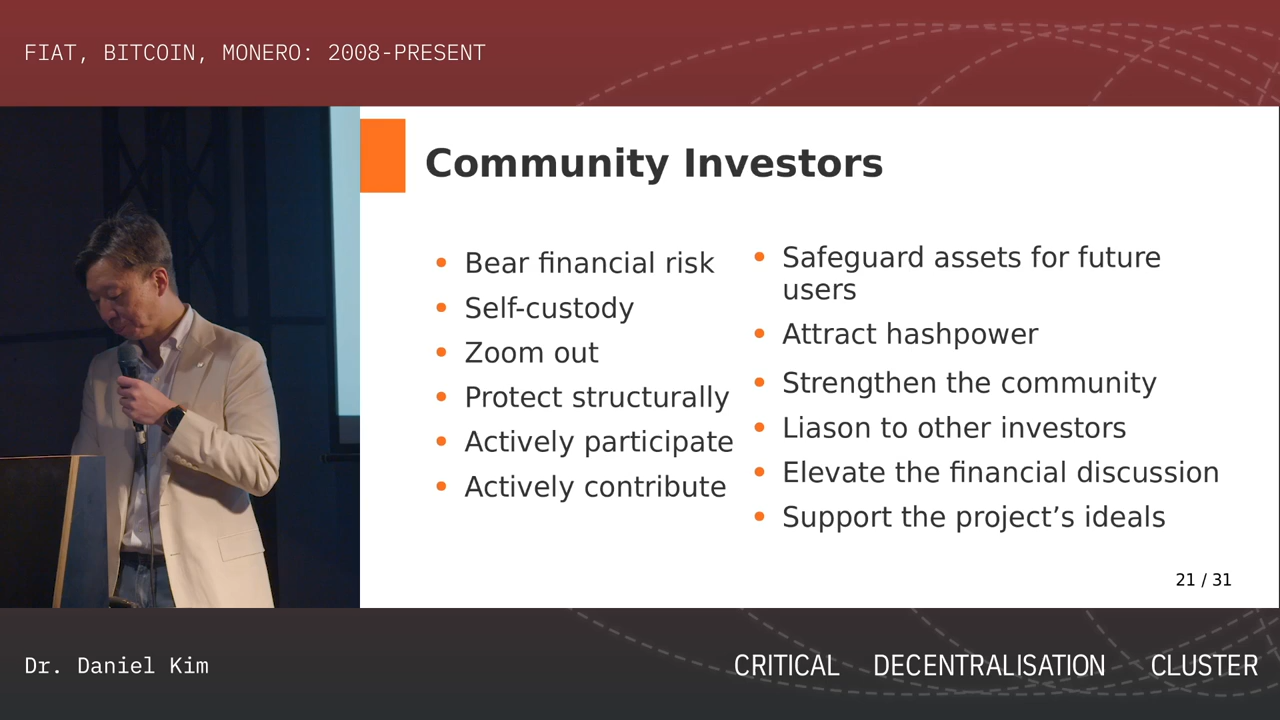 FIAT, BITCOIN, MONERO: 2008-PRESENT
Community Investors
Bear financial risk
Self-custody
Zoom out
Protect structurally
Actively participate
Actively contribute
Safeguard assets for future
users
Attract hashpower
Strengthen the community
Liason to other investors
Elevate the financial discussion
Support the project’s ideals
21 / 31
Dr. Daniel Kim
CRITICAL DECENTRALISATION CLUSTER